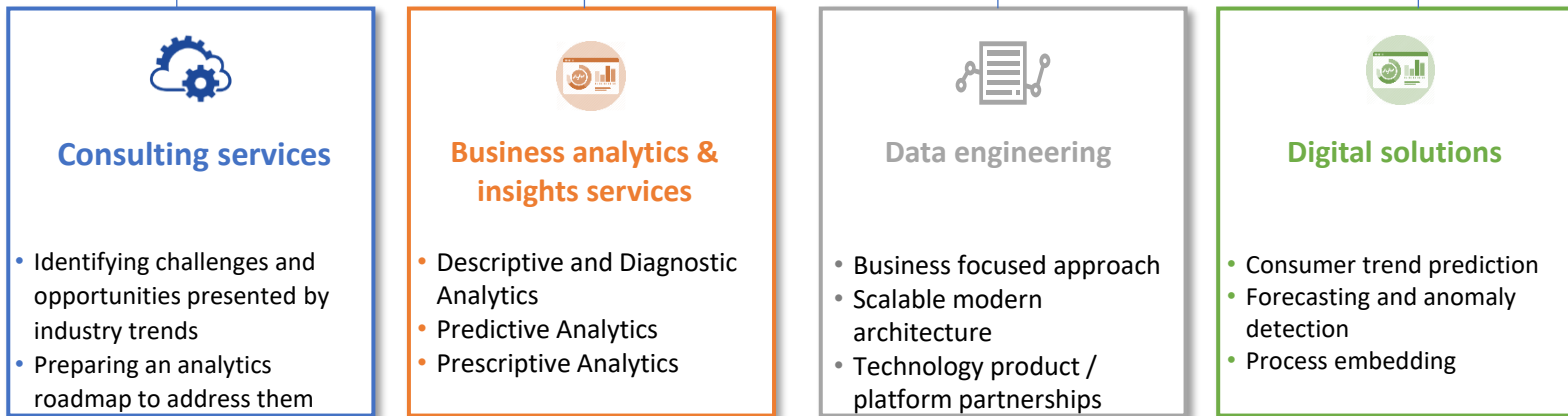 Consulting services
• Identifying challenges and
opportunities presented by
industry trends
• Preparing an analytics
roadmap to address them
Business analytics &
insights services
• Descriptive and Diagnostic
Analytics
• Predictive Analytics
• Prescriptive Analytics
Data engineering
• Business focused approach
• Scalable modern
architecture
• Technology product /
platform partnerships
Digital solutions
• Consumer trend prediction
• Forecasting and anomaly
detection
• Process embedding